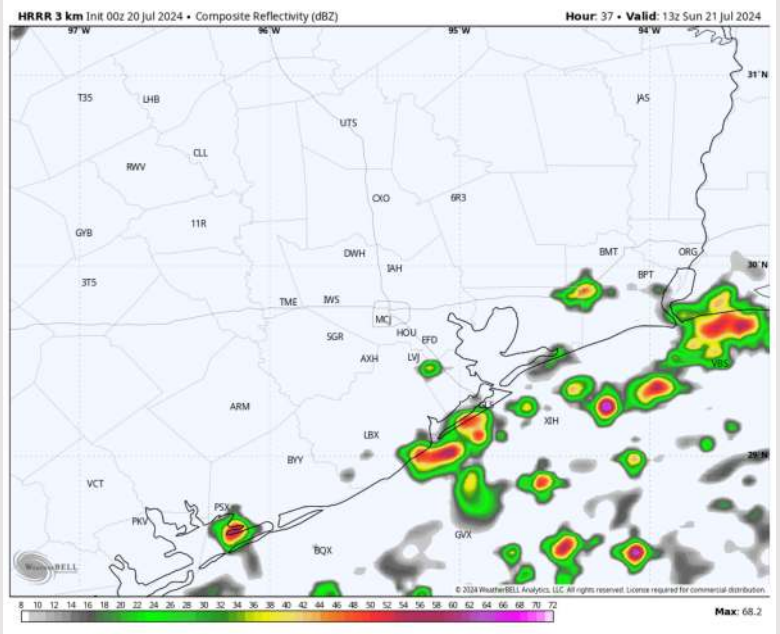 HRRR 3 km Init 00z 20 Jul 2024 • Composite Reflectivity (dBZ) Hour: 37 • Valid: 13z Sun 21 Jul 2024
97°W 96°W 95°W 94°W
31°N
T35 LHB JAS
UTS
CLL
RWV
CXO 6R3
11R
GYB
DWH BMT ORG
IAH 30°N
BPT
3T5
TME IWS
MCJ
SGR HOU EFD
AXH LVJ
VBS
ARM GLS
XIH
LBX
BYY 29°N
VCT
PSX
PKV
GVX
BQX
WeatherBELL
© 2024 WeatherBELL Analytics, LLC. All rights reserved. License required for commercial distribution.
8 10 12 14 16 18 20 22 24 26 28 30 32 34 36 38 40 42 44 46 48 50 52 54 56 58 60 62 64 66 67 68 69 70 71 72 Max: 68.2